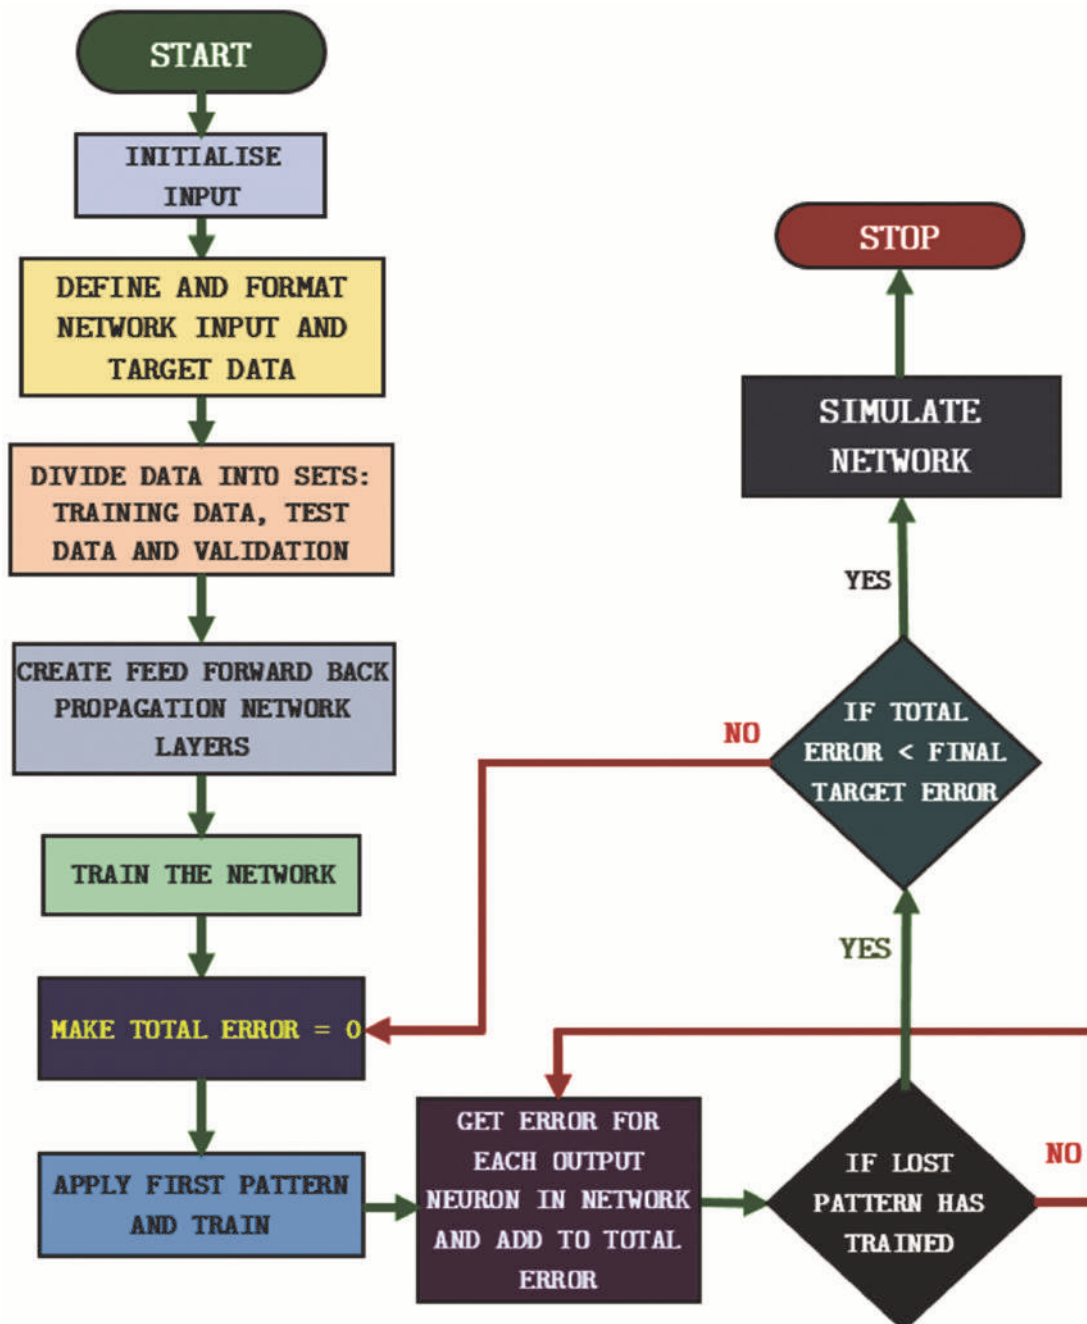 START
INITIALISE
INPUT
DEFINE AND FORMAT
NETWORK INPUT AND
TARGET DATA
DIVIDE DATA INTO SETS:
TRAINING DATA, TEST
DATA AND VALIDATION
CREATE FEED FORWARD BACK
PROPAGATION NETWORK
LAYERS
TRAIN THE NETWORK
MAKE TOTAL ERROR = 0
APPLY FIRST PATTERN
AND TRAIN
GET ERROR FOR
EACH OUTPUT
NEURON IN NETWORK
AND ADD TO TOTAL
ERROR
IF LOST
PATTERN HAS
TRAINED
NO
YES
IF TOTAL
ERROR < FINAL
TARGET ERROR
NO
YES
SIMULATE
NETWORK
STOP